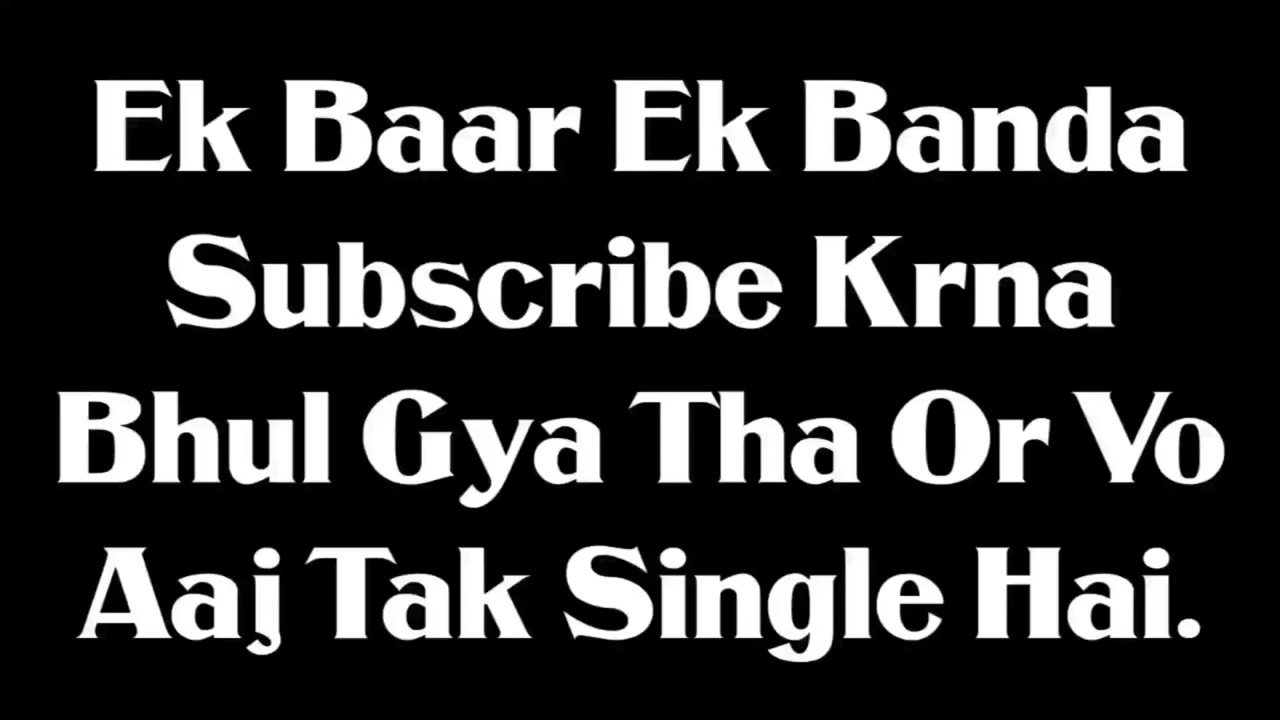 Ek Baar Ek Banda
Subscribe Krna
Bhul Gya Tha Or Vo
Aaj Tak Single Hai.